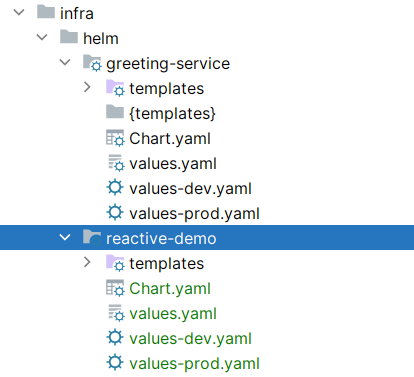 infra
helm
greeting-service
templates
{templates}
Chart.yaml
values.yaml
values-dev.yaml
values-prod.yaml
reactive-demo
templates
Chart.yaml
values.yaml
values-dev.yaml
values-prod.yaml